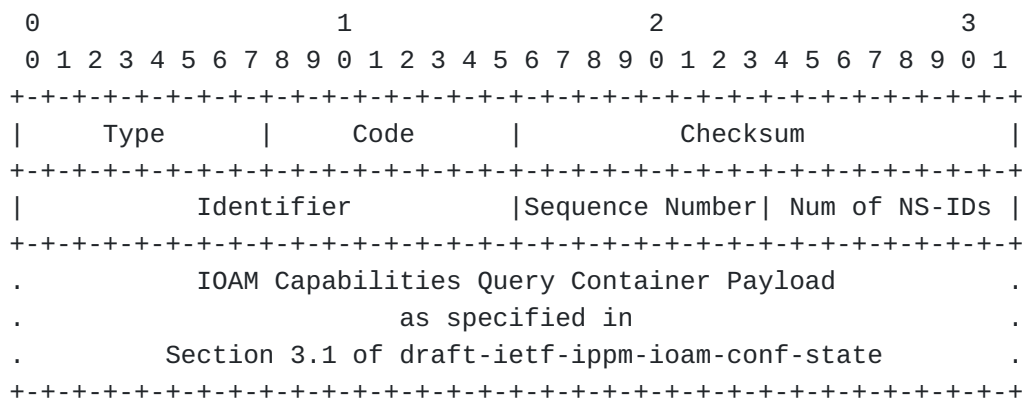 0                   1                   2                   3
 0 1 2 3 4 5 6 7 8 9 0 1 2 3 4 5 6 7 8 9 0 1 2 3 4 5 6 7 8 9 0 1
+-+-+-+-+-+-+-+-+-+-+-+-+-+-+-+-+-+-+-+-+-+-+-+-+-+-+-+-+-+-+-+-+
|     Type      |     Code      |          Checksum             |
+-+-+-+-+-+-+-+-+-+-+-+-+-+-+-+-+-+-+-+-+-+-+-+-+-+-+-+-+-+-+-+-+
|           Identifier          |Sequence Number| Num of NS-IDs |
+-+-+-+-+-+-+-+-+-+-+-+-+-+-+-+-+-+-+-+-+-+-+-+-+-+-+-+-+-+-+-+-+
.           IOAM Capabilities Query Container Payload           .
.                        as specified in                        .
.         Section 3.1 of draft-ietf-ippm-ioam-conf-state        .
+-+-+-+-+-+-+-+-+-+-+-+-+-+-+-+-+-+-+-+-+-+-+-+-+-+-+-+-+-+-+-+-+